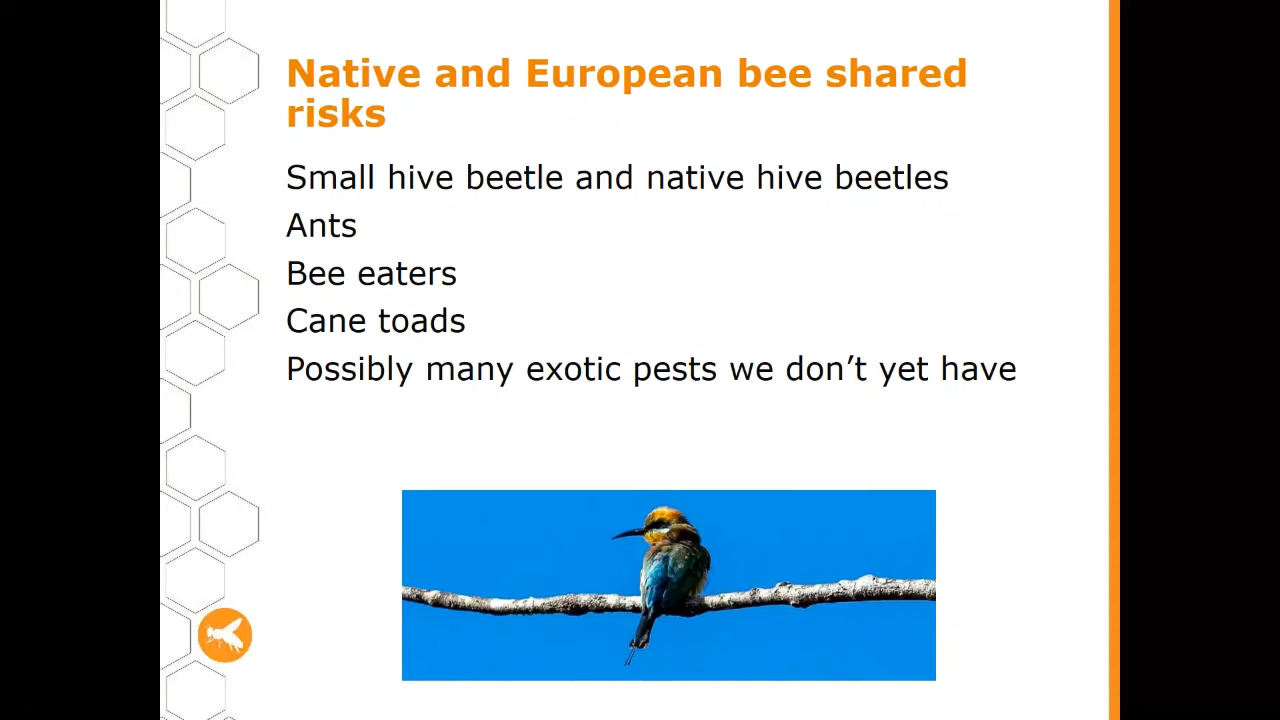 Native and European bee shared
risks
Small hive beetle and native hive beetles
Ants
Bee eaters
Cane toads
Possibly many exotic pests we don’t yet have